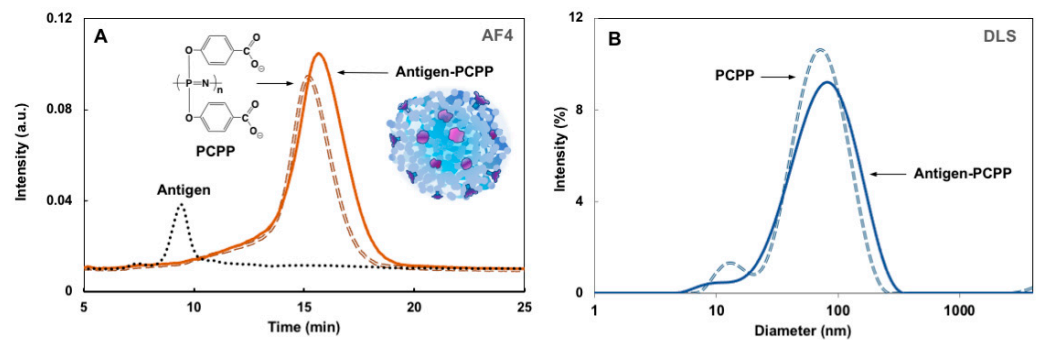 A
AF4
0.12
0.08
0.04
0
Intensity (a.u.)
5
10
15
20
25
Time (min)
O
C
O
⊖
O
P=N
n
O
C
O
O
⊖
PCPP
Antigen-PCPP
Antigen
B
DLS
12
8
4
0
Intensity (%)
1
10
100
1000
Diameter (nm)
PCPP
Antigen-PCPP